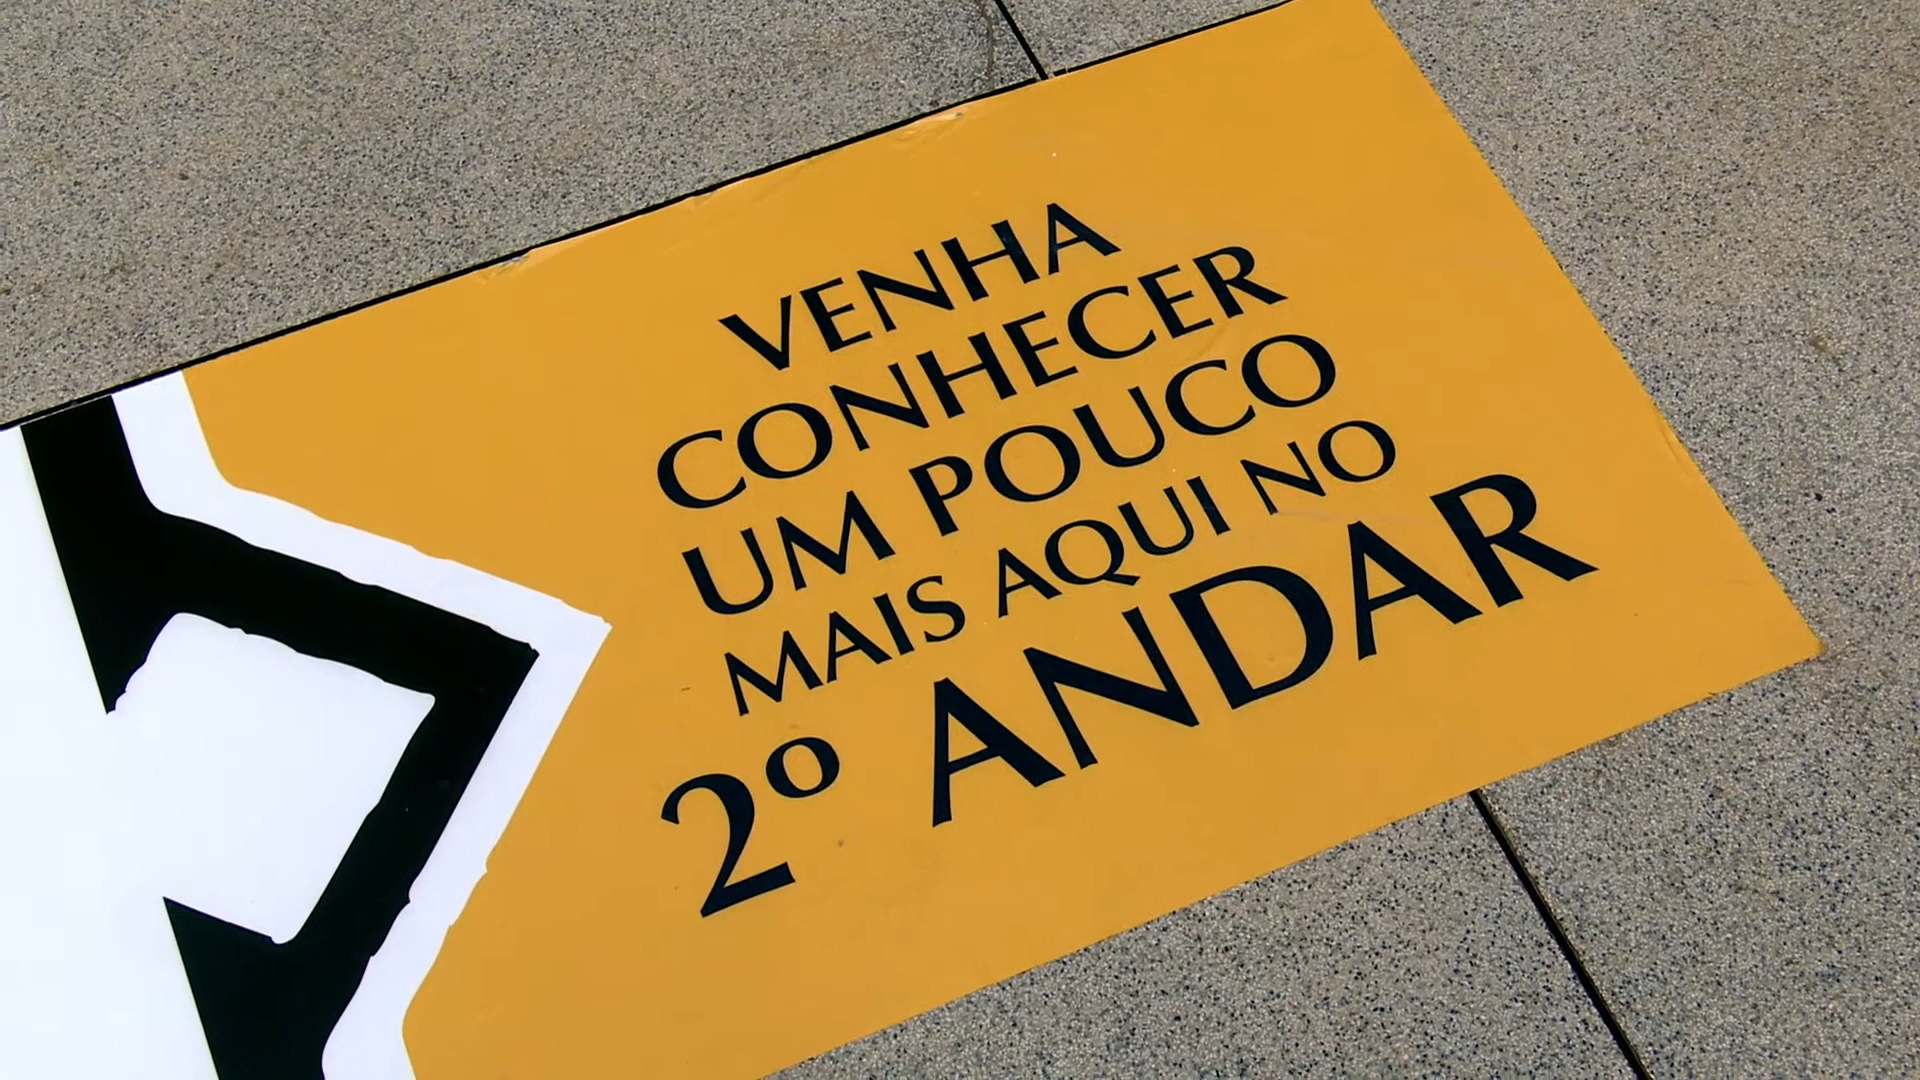 VENHA
CONHECER
UM POUCO
MAIS AQUI NO
2º ANDAR